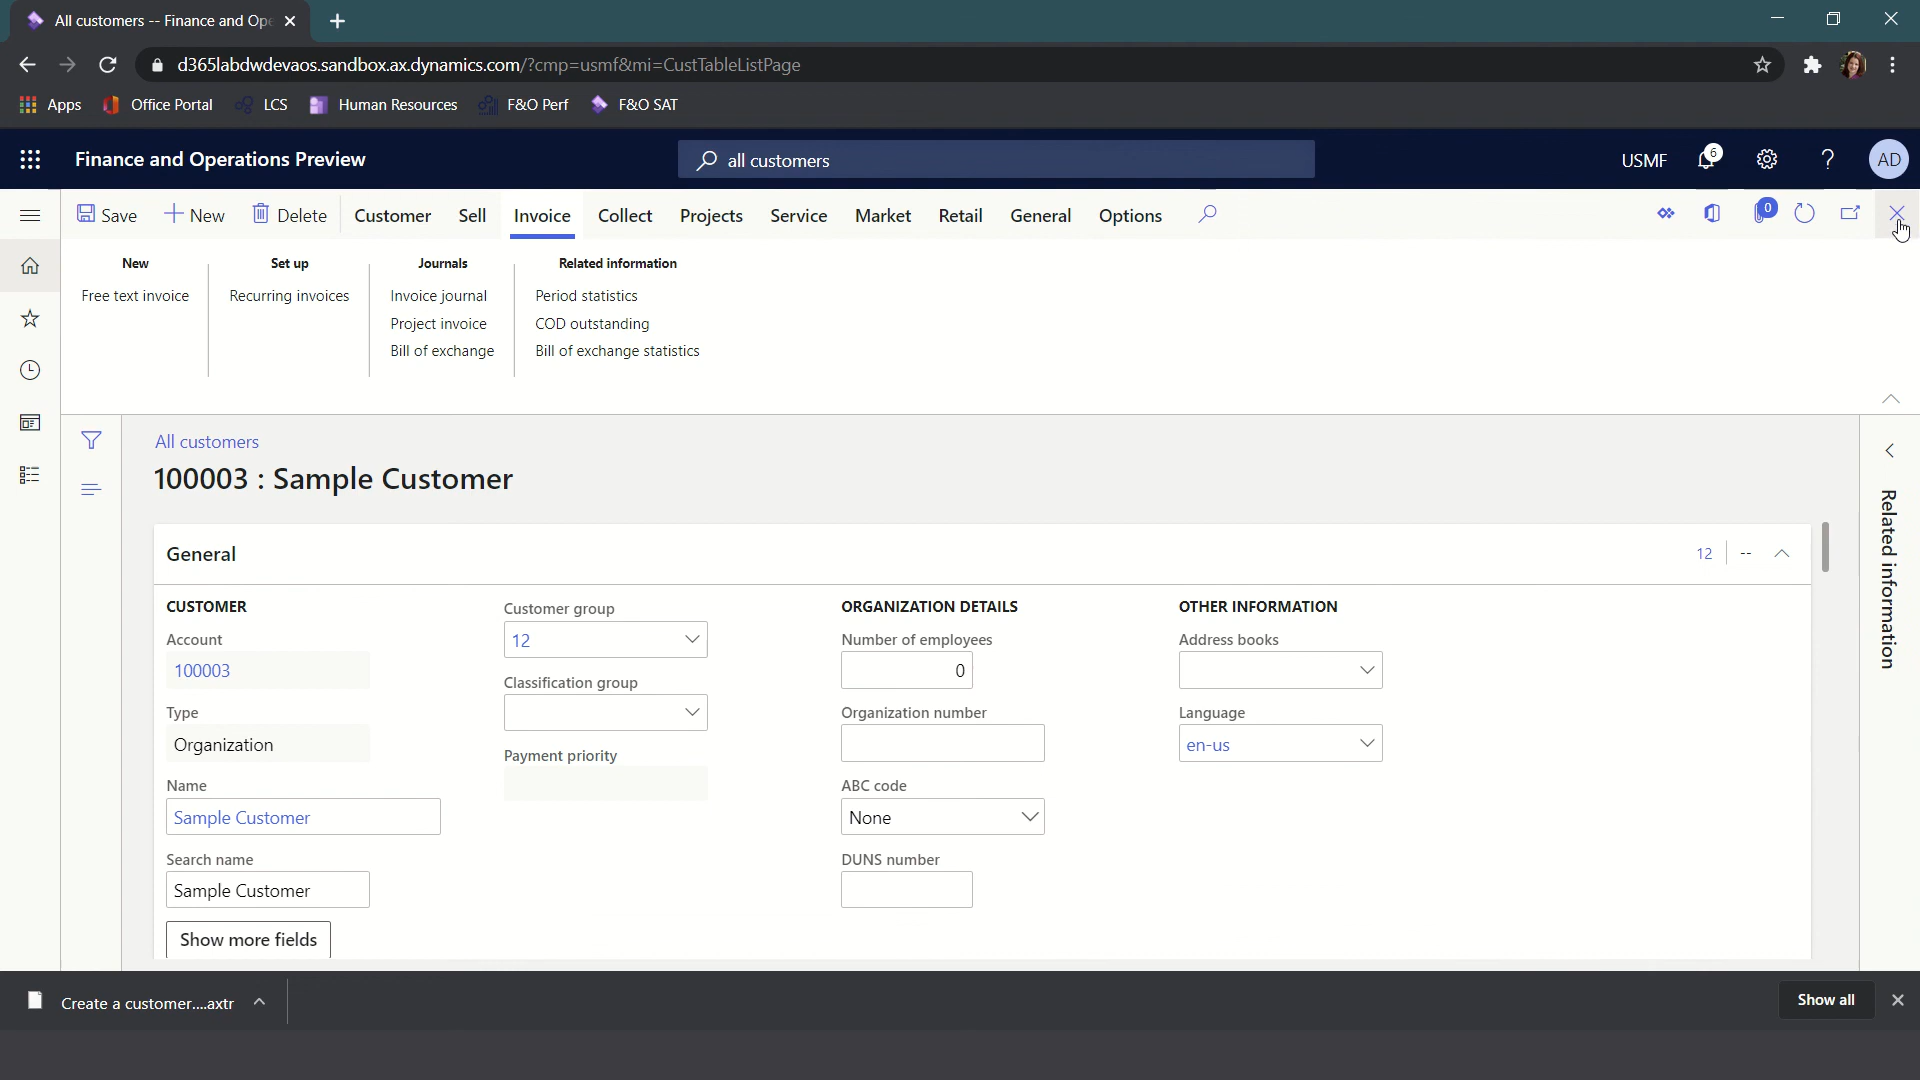 All customers -- Finance and Ope
d365labdwdevaos.sandbox.ax.dynamics.com/?cmp=usmf&mi=CustTableListPage
Apps Office Portal LCS Human Resources F&O Perf F&O SAT
Finance and Operations Preview all customers USMF 6 ? AD
Save New Delete Customer Sell Invoice Collect Projects Service Market Retail General Options 0
New Set up Journals Related information
Free text invoice Recurring invoices Invoice journal Period statistics
Project invoice COD outstanding
Bill of exchange Bill of exchange statistics
All customers
100003 : Sample Customer
General 12 --
CUSTOMER
Account
100003
Type
Organization
Name
Sample Customer
Search name
Sample Customer
Show more fields
Customer group
12
Classification group
Payment priority
ORGANIZATION DETAILS
Number of employees
0
Organization number
ABC code
None
DUNS number
OTHER INFORMATION
Address books
Language
en-us
Related information
Create a customer....axtr Show all